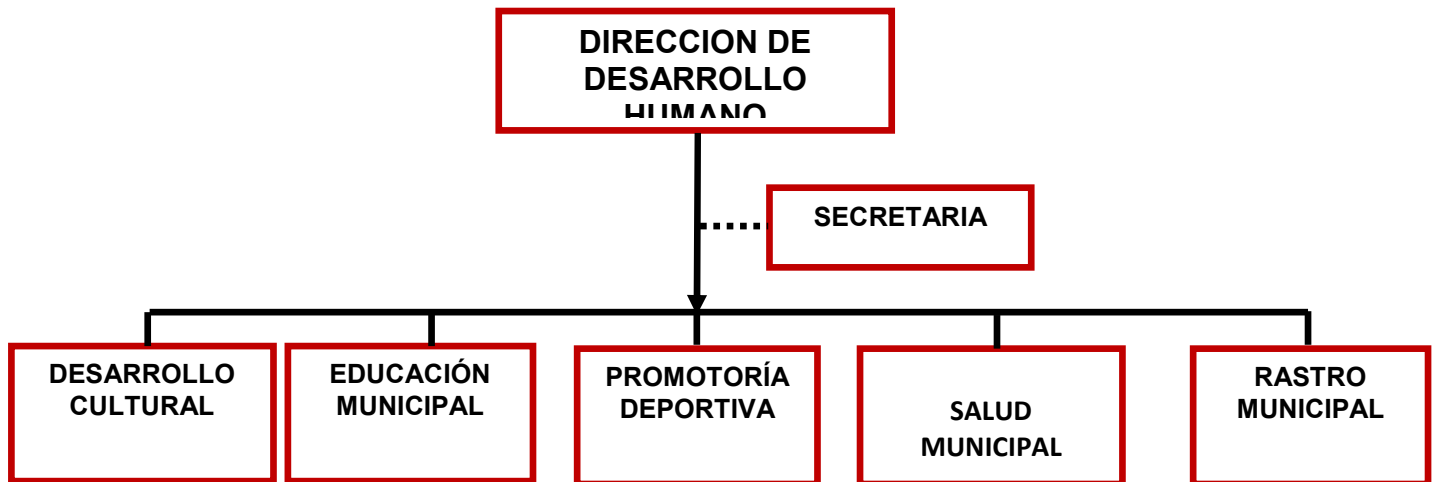 DIRECCION DE
DESARROLLO
HUMANO
SECRETARIA
DESARROLLO
CULTURAL
EDUCACIÓN
MUNICIPAL
PROMOTORÍA
DEPORTIVA
SALUD
MUNICIPAL
RASTRO
MUNICIPAL